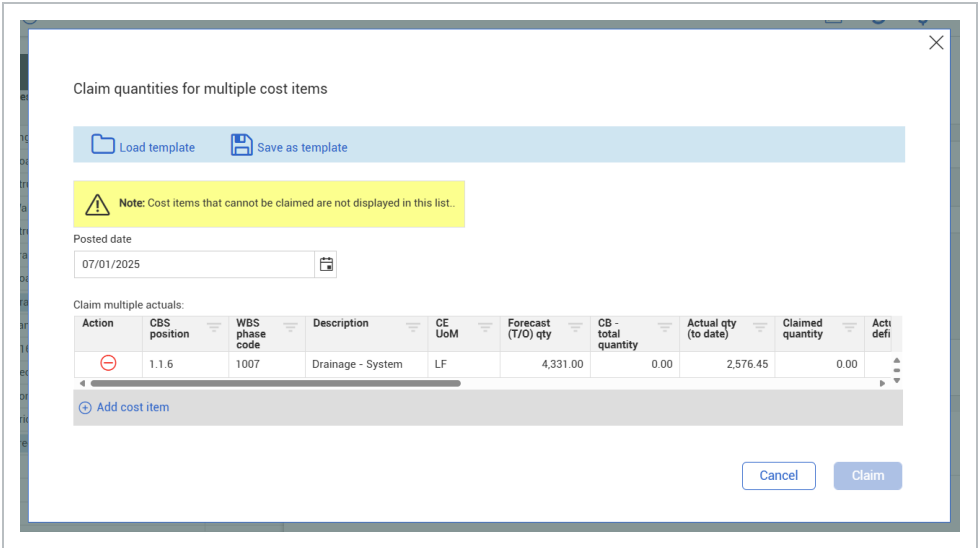 Claim quantities for multiple cost items
Load template Save as template
Note: Cost items that cannot be claimed are not displayed in this list..
Posted date
07/01/2025
Claim multiple actuals:
Action CBS position WBS phase code Description CE UoM Forecast (T/O) qty CB - total quantity Actual qty (to date) Claimed quantity
1.1.6 1007 Drainage - System LF 4,331.00 0.00 2,576.45 0.00
Add cost item
Cancel Claim